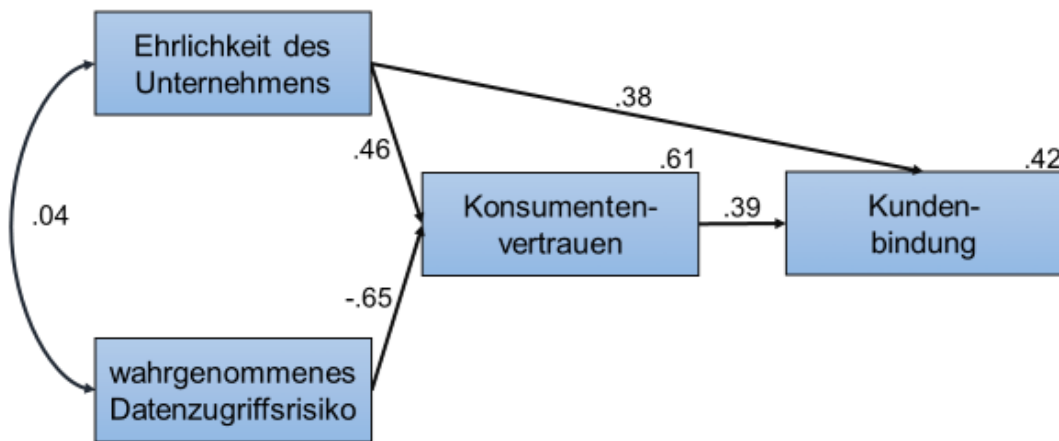 Ehrlichkeit des
Unternehmens
.38
.46
.61
.42
.04
Konsumenten-
vertrauen
.39
Kunden-
bindung
-.65
wahrgenommenes
Datenzugriffsrisiko